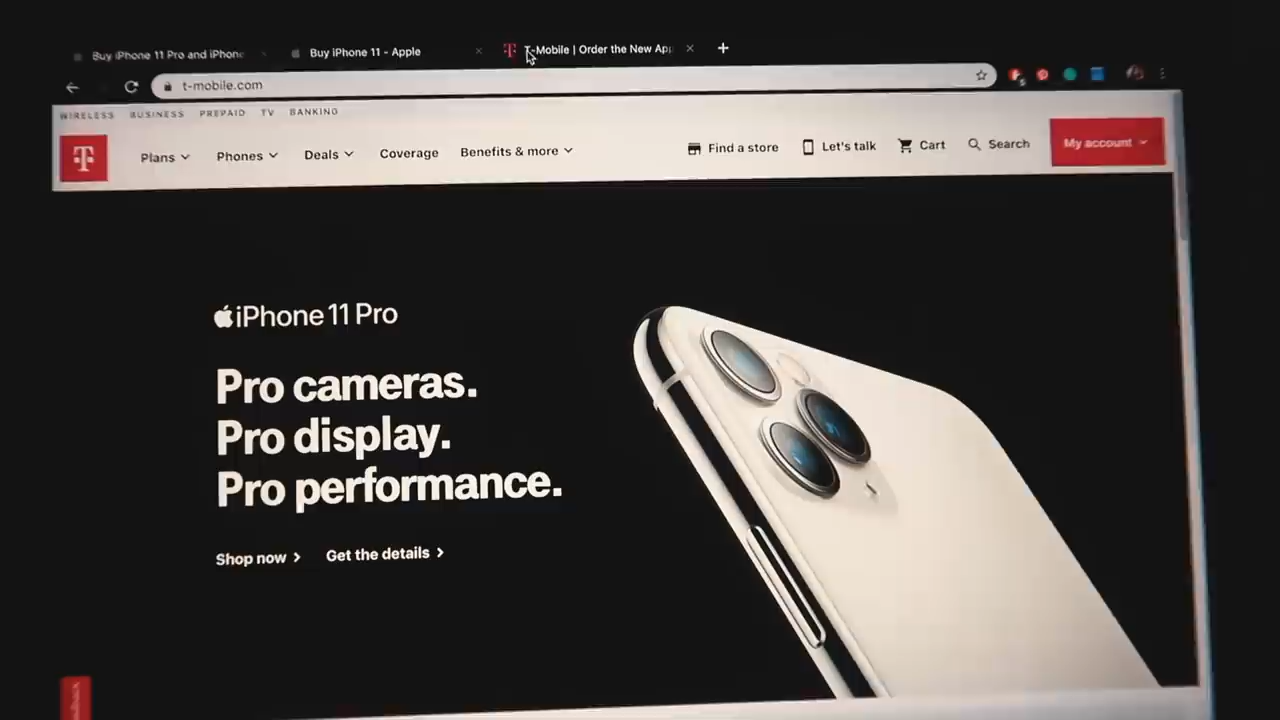 Buy iPhone 11 Pro and iPhone
Buy iPhone 11 - Apple
T-Mobile | Order the New App
t-mobile.com
WIRELESS BUSINESS PREPAID TV BANKING
T Plans Phones Deals Coverage Benefits & more Find a store Let's talk Cart Search My account
iPhone 11 Pro
Pro cameras.
Pro display.
Pro performance.
Shop now Get the details